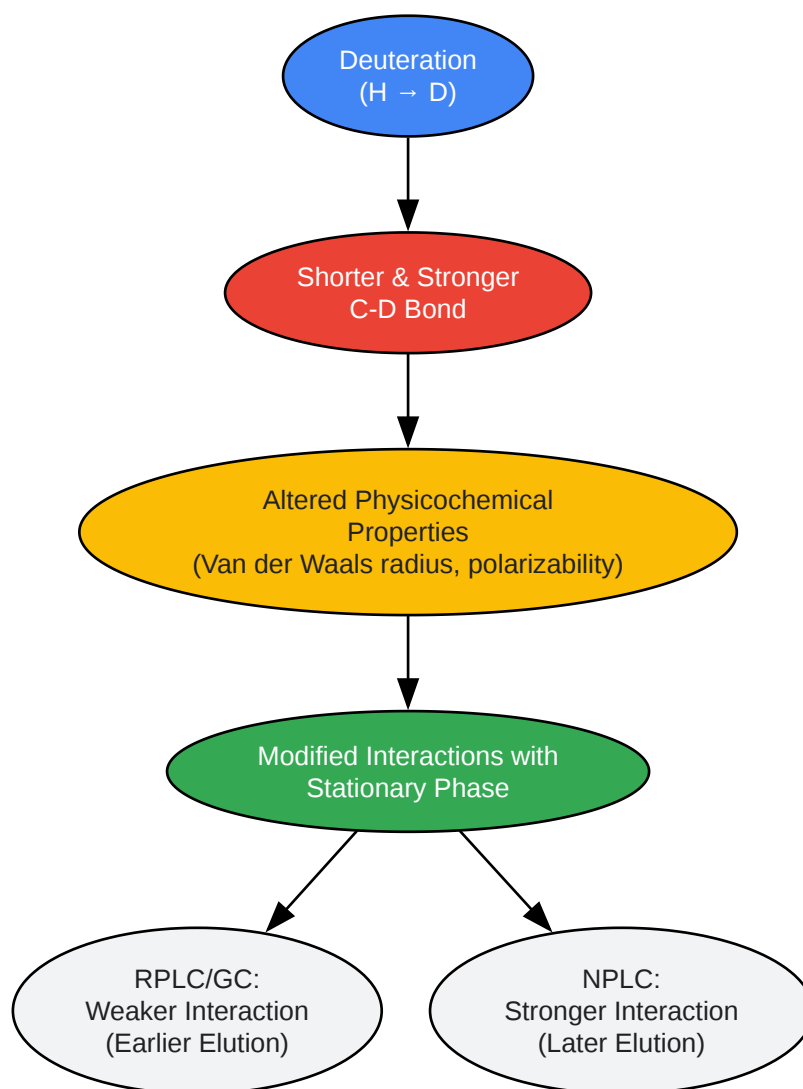 Deuteration
(H → D)
Shorter & Stronger
C-D Bond
Altered Physicochemical
Properties
(Van der Waals radius, polarizability)
Modified Interactions with
Stationary Phase
RPLC/GC:
Weaker Interaction
(Earlier Elution)
NPLC:
Stronger Interaction
(Later Elution)